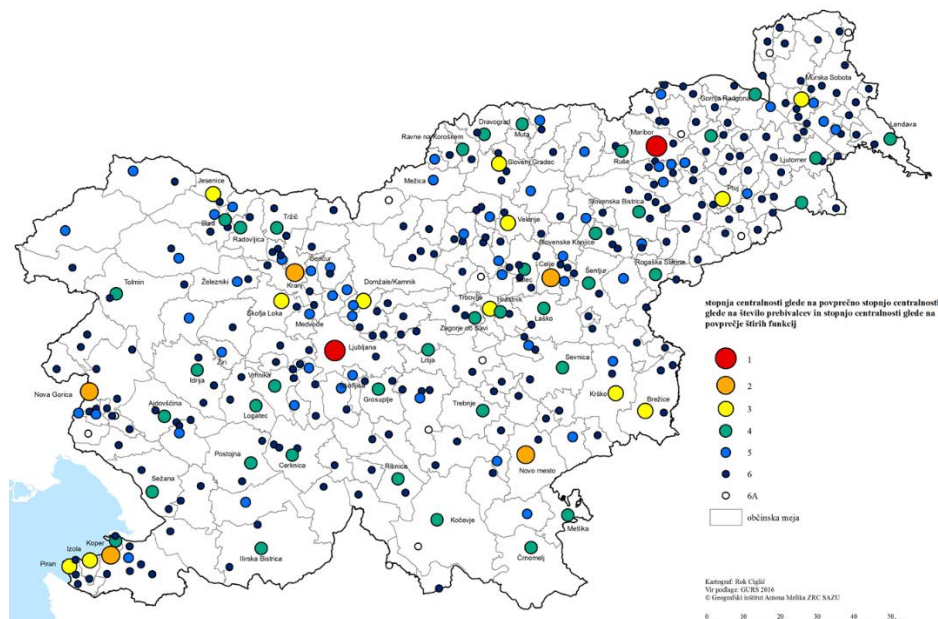 Murska Sobota
Gornja Radgona
Dravograd
Muta
Lendava
Maribor
Ravne na Koroškem
Ljutomer
Slovenj Gradec
Ruše
Mežica
Jesenice
Ptuj
Slovenska Bistrica
Bled
Tržič
Velenje
Radovljica
Slovenske Konjice
Šenčur
Celje
Rogaška Slatina
Železniki
Kranj
Domžale/Kamnik
Šentjur
Tolmin
Trbovlje
Hrastnik
Škofja Loka
Medvode
Laško
Zagorje ob Savi
Ljubljana
Litija
Žiri
Sevnica
Idrija
Vrhnika
Škofljica
Grosuplje
Krško
Nova Gorica
Brežice
Ajdovščina
Logatec
Trebnje
Postojna
Cerknica
Ribnica
Novo mesto
Sežana
Kočevje
Metlika
Koper
Izola
Piran
Ilirska Bistrica
Črnomelj
stopnja centralnosti glede na povprečno stopnjo centralnosti
glede na število prebivalcev in stopnjo centralnosti glede na
povprečje štirih funkcij
1
2
3
4
5
6
6A
občinska meja
Kartograf: Rok Ciglič
Vir podlage: GURS 2016
© Geografski inštitut Antona Melika ZRC SAZU
0 10 20 30 40 50